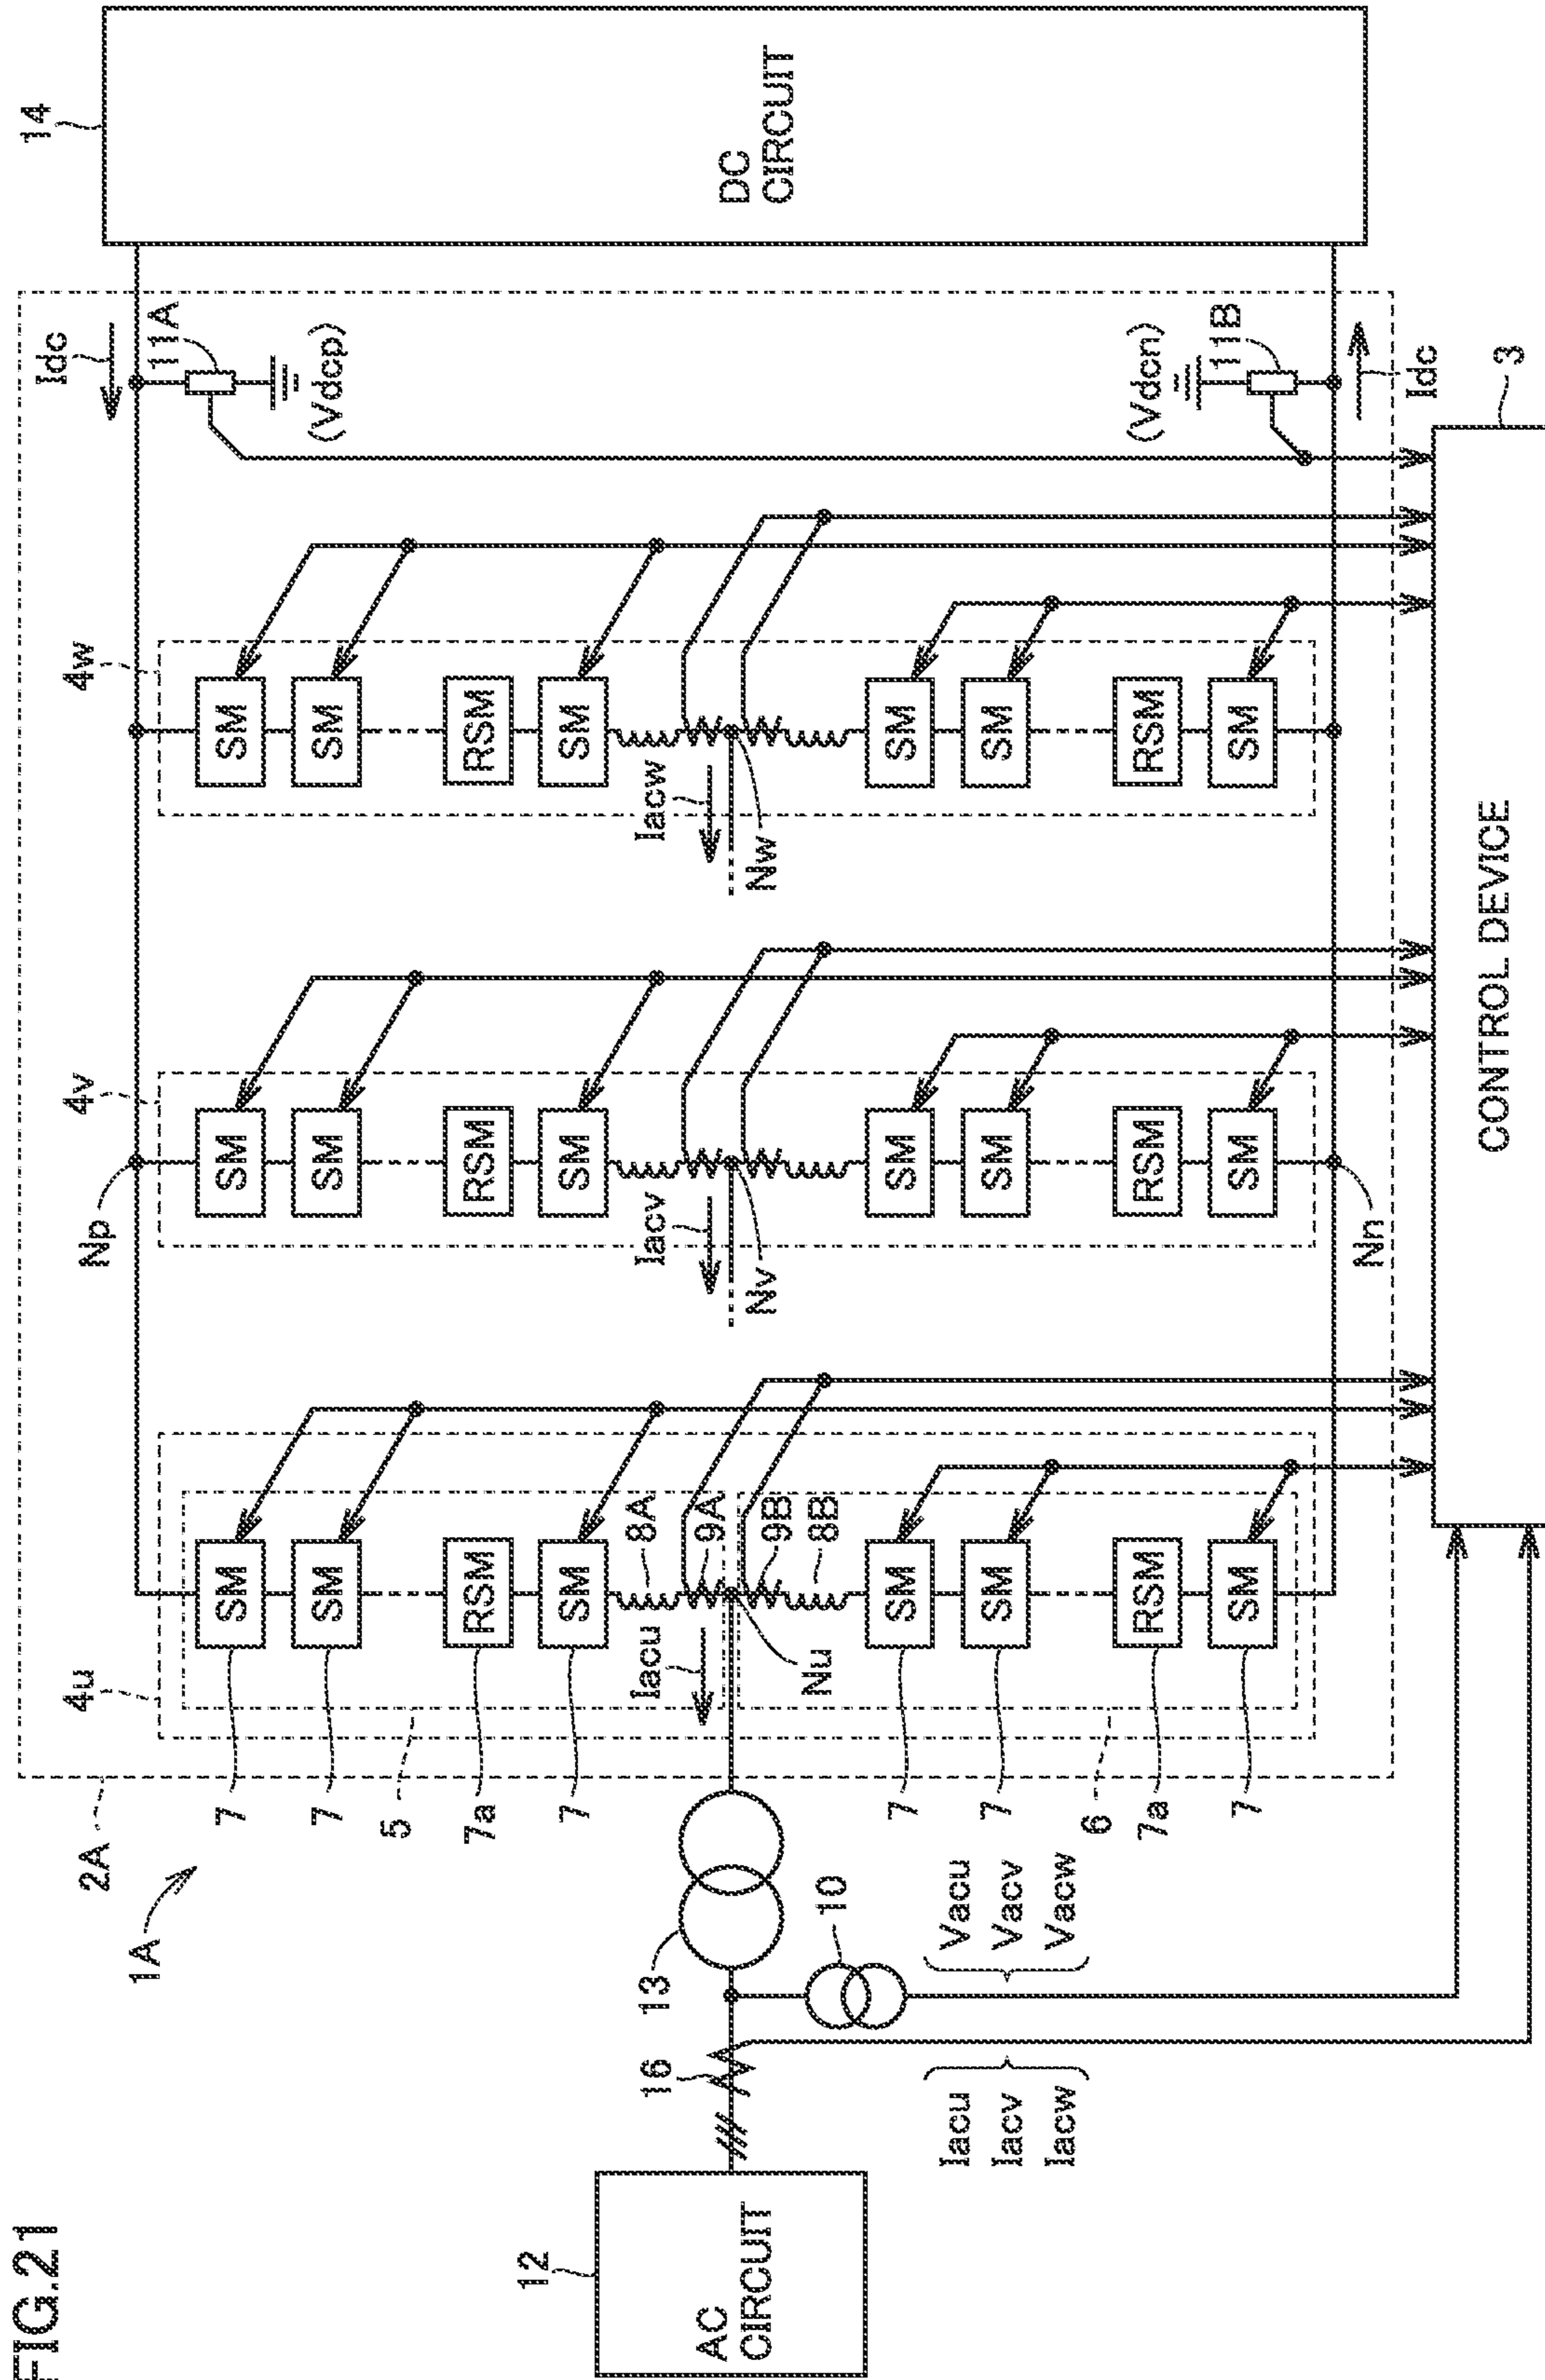 FIG.21
1A
2A
12
AC
CIRCUIT
16
13
10
Iacu
Iacv
Iacw
Vacu
Vacv
Vacw
4u
SM
SM
RSM
SM
7
7
5
7a
7
8A
9A
9B
8B
Iacu
Nu
SM
SM
RSM
SM
7
7
6
7a
7
Np
4v
SM
SM
RSM
SM
Iacv
Nv
SM
SM
RSM
SM
Nn
4w
SM
SM
RSM
SM
Iacw
Nw
SM
SM
RSM
SM
Idc
11A
(Vdcp)
(Vdcn)
11B
Idc
14
DC
CIRCUIT
3
CONTROL DEVICE